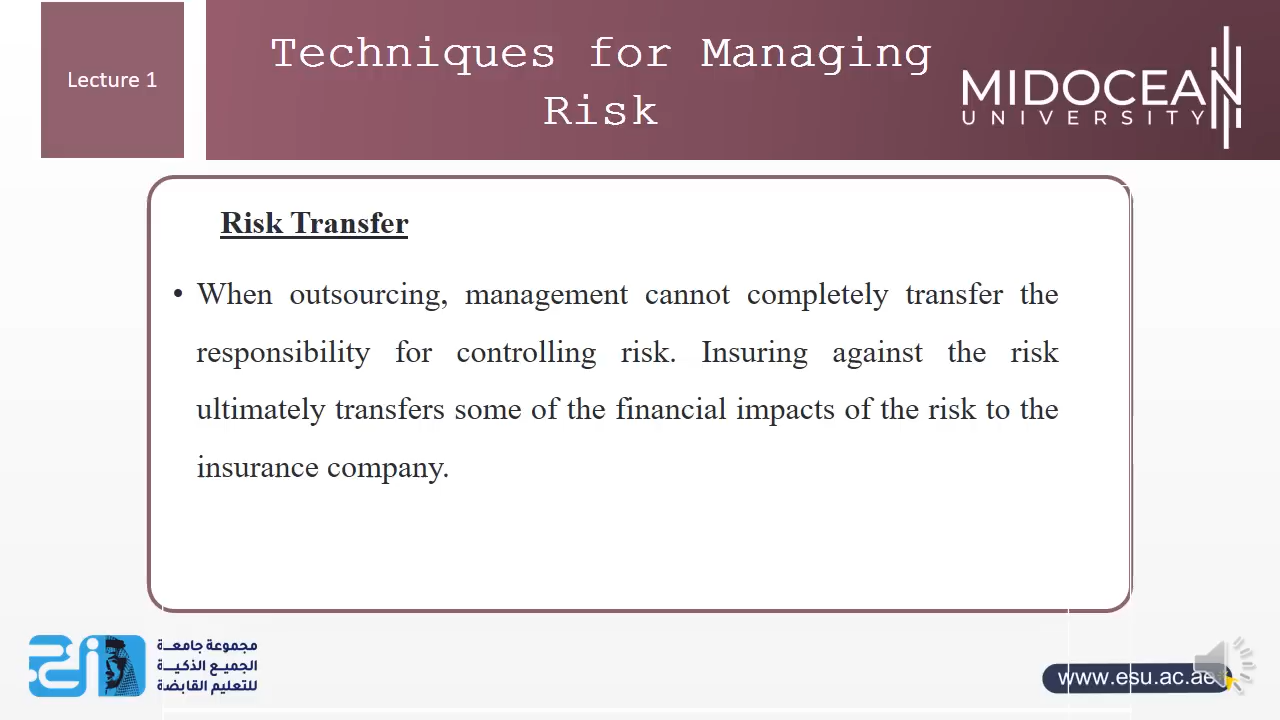 Lecture 1
Techniques for Managing
Risk
MIDOCEAN
UNIVERSITY
Risk Transfer
• When outsourcing, management cannot completely transfer the
responsibility for controlling risk. Insuring against the risk
ultimately transfers some of the financial impacts of the risk to the
insurance company.
مجموعة جامعة
الجميع الذكية
للتعليم القابضة
www.esu.ac.ae